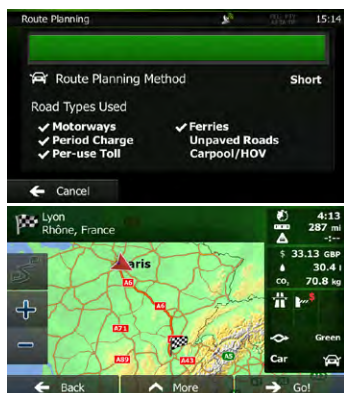 Route Planning 15:14
Route Planning Method Short
Road Types Used
Motorways Ferries
Period Charge Unpaved Roads
Per-use Toll Carpool/HOV
Cancel
Lyon 4:13
Rhône, France 287 mi
-:--
$ 33.13 GBP
30.4 l
CO₂ 70.8 kg
aris
A6
A6
A71
A89
A43
A5
$
Green
Car
Back More Go!